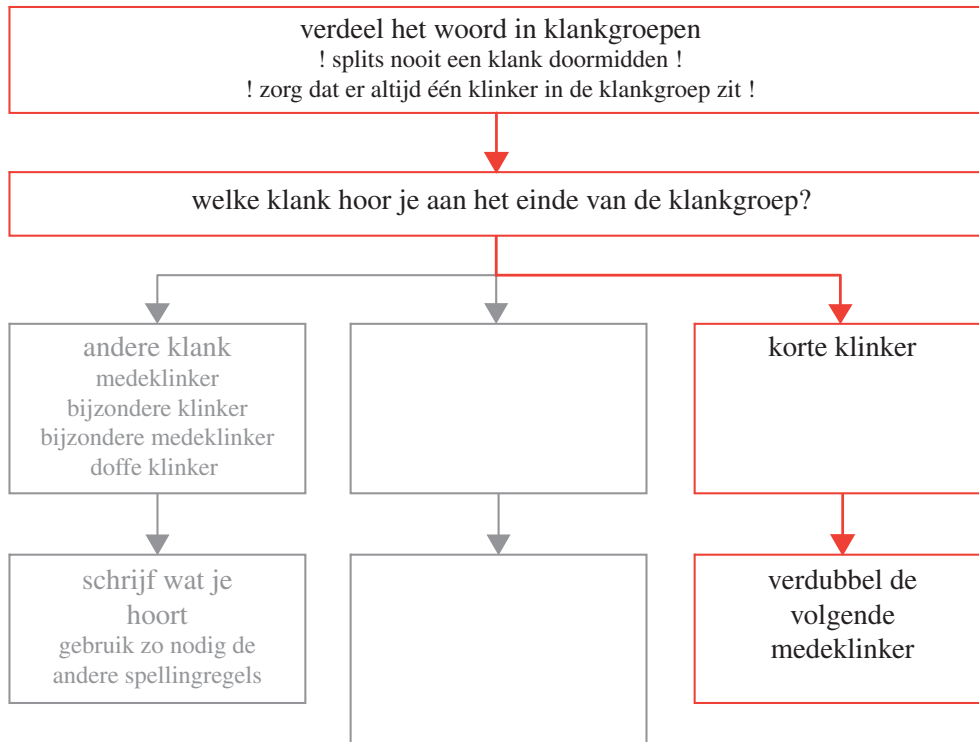 verdeel het woord in klankgroepen
! splits nooit een klank doormidden !
! zorg dat er altijd één klinker in de klankgroep zit !
welke klank hoor je aan het einde van de klankgroep?
andere klank
medeklinker
bijzondere klinker
bijzondere medeklinker
doffe klinker
korte klinker
schrijf wat je
hoort
gebruik zo nodig de
andere spellingregels
verdubbel de
volgende
medeklinker